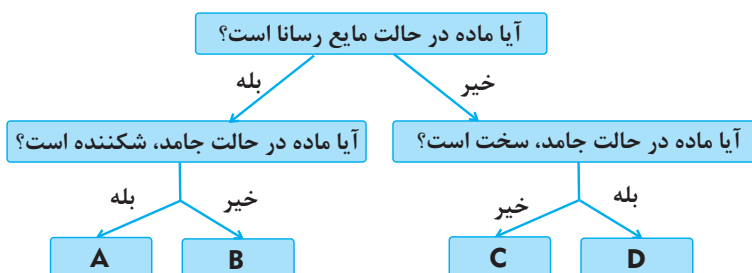 آیا ماده در حالت مایع رسانا است؟
خیر
بله
آیا ماده در حالت جامد، سخت است؟
آیا ماده در حالت جامد، شکننده است؟
بله
خیر
خیر
بله
A
B
C
D